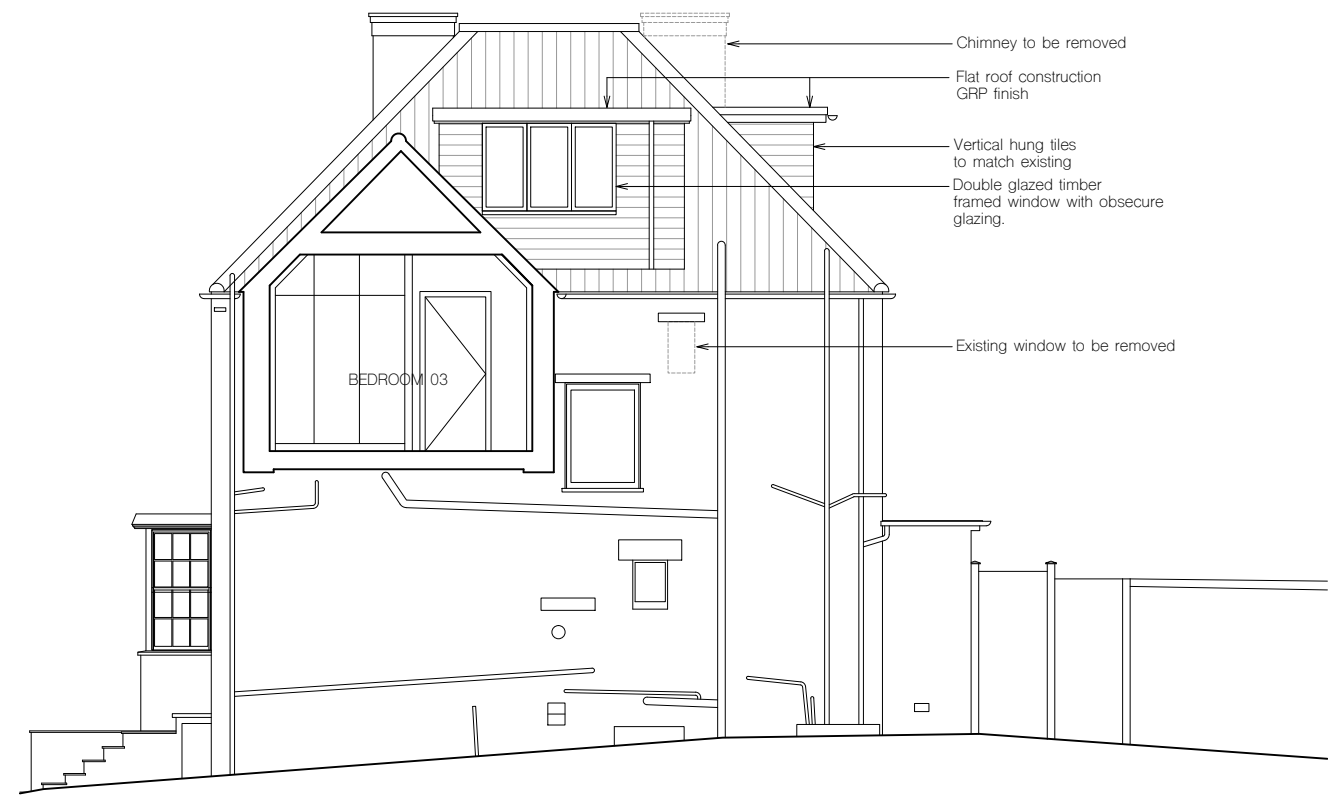 Chimney to be removed
Flat roof construction
GRP finish
Vertical hung tiles
to match existing
Double glazed timber
framed window with obsecure
glazing.
Existing window to be removed
BEDROOM 03